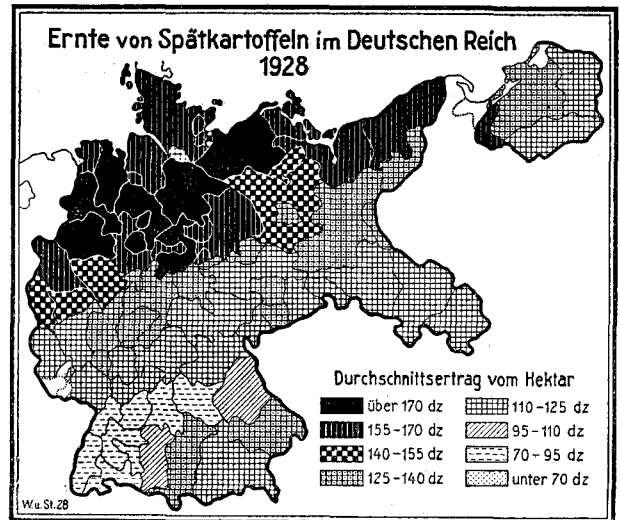 Ernte von Spätkartoffeln im Deutschen Reich
1928
Durchschnittsertrag vom Hektar
über 170 dz
155-170 dz
140-155 dz
125-140 dz
110-125 dz
95-110 dz
70-95 dz
unter 70 dz
W.u.St.28